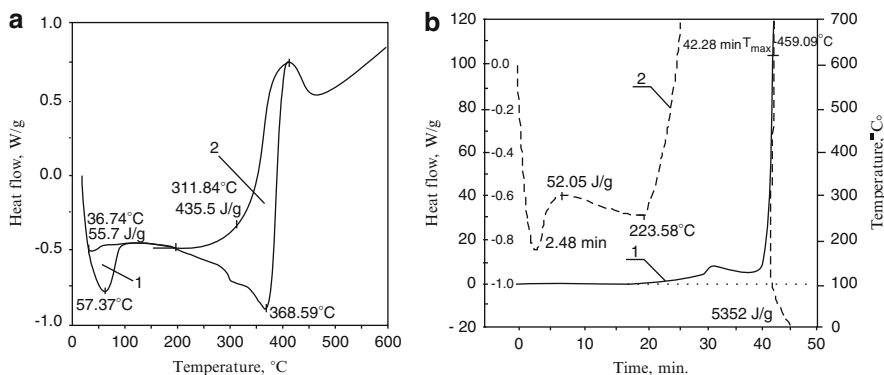 a
1.0
0.5
0.0
-0.5
-1.0
Heat flow, W/g
36.74°C
55.7 J/g
1
57.37°C
2
311.84°C
435.5 J/g
368.59°C
0 100 200 300 400 500 600
Temperature, °C
b
120
100
80
60
40
20
0
- 20
Heat flow, W/g
-0.0
-0.2
-0.4
-0.6
-0.8
-1.0
42.28 min Tmax -459.09°C
2
52.05 J/g
2.48 min
223.58°C
1
5352 J/g
700
600
500
400
300
200
100
0
Temperature, C°
0 10 20 30 40 50
Time, min.